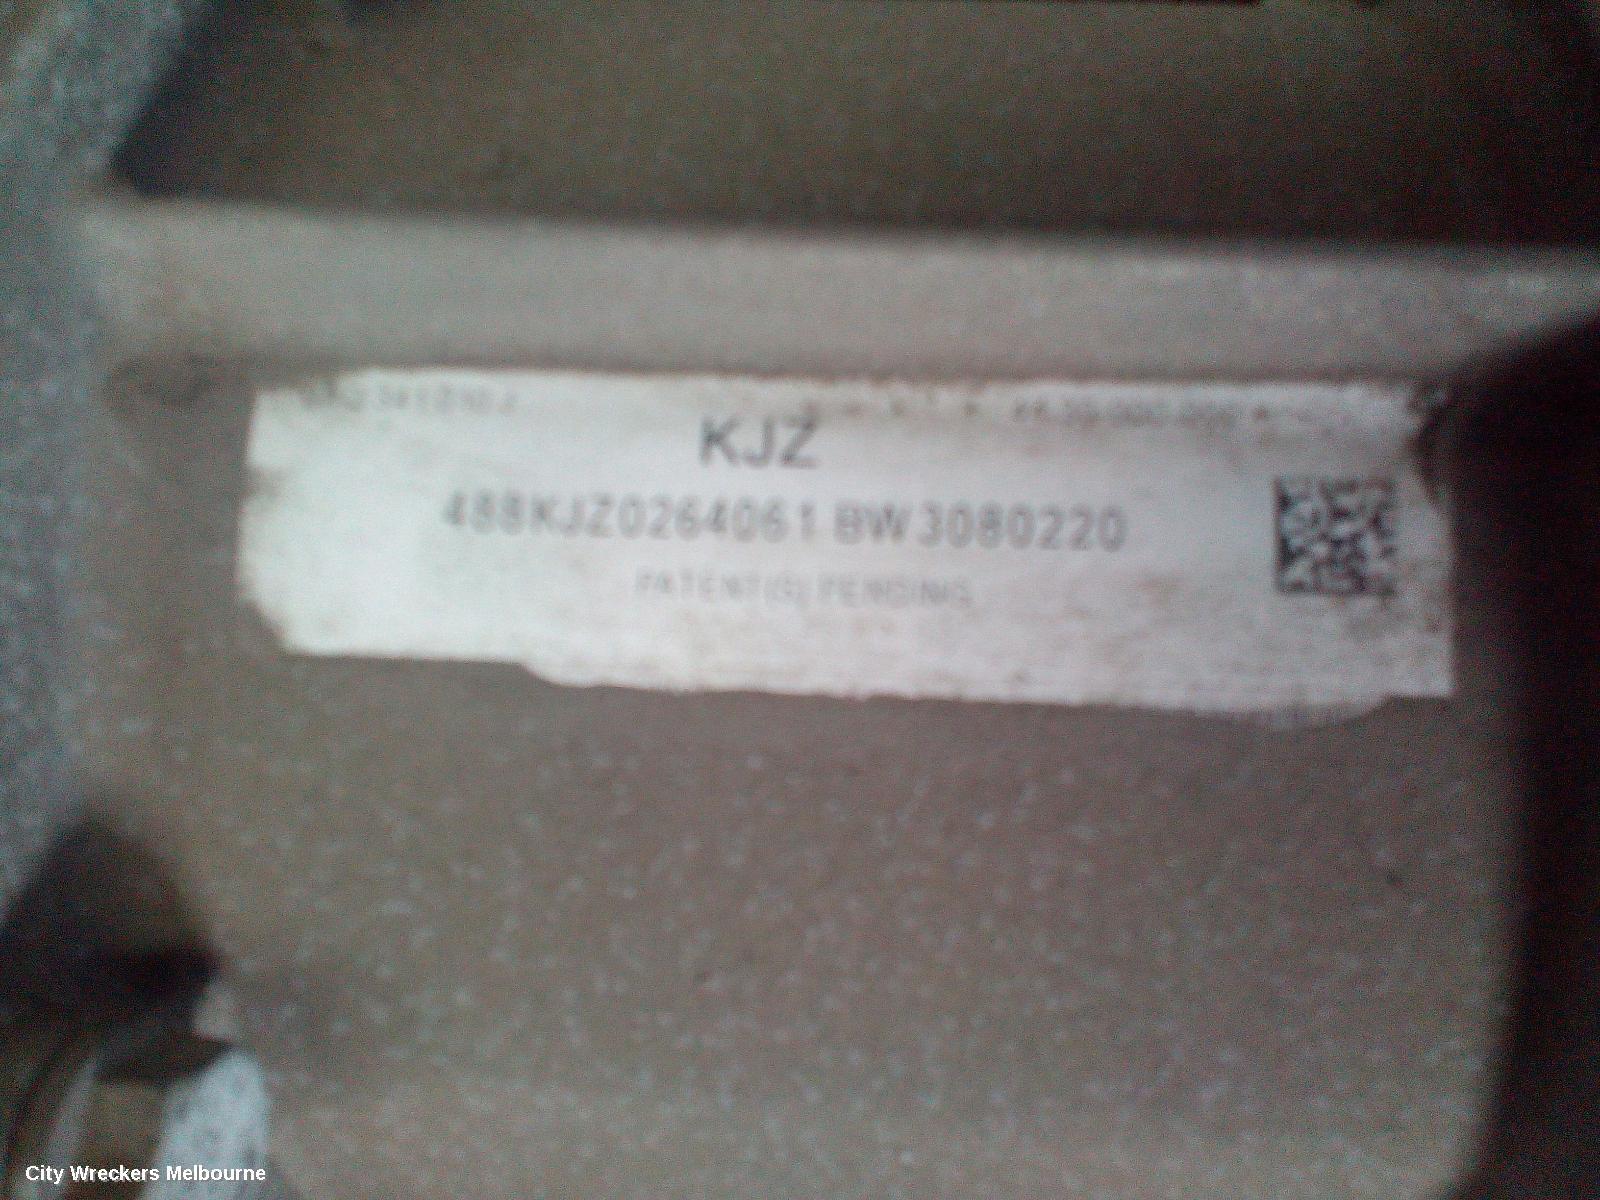 KJZ
488KJZ0264061 BW3080220
PATENT(S) PENDING
City Wreckers Melbourne